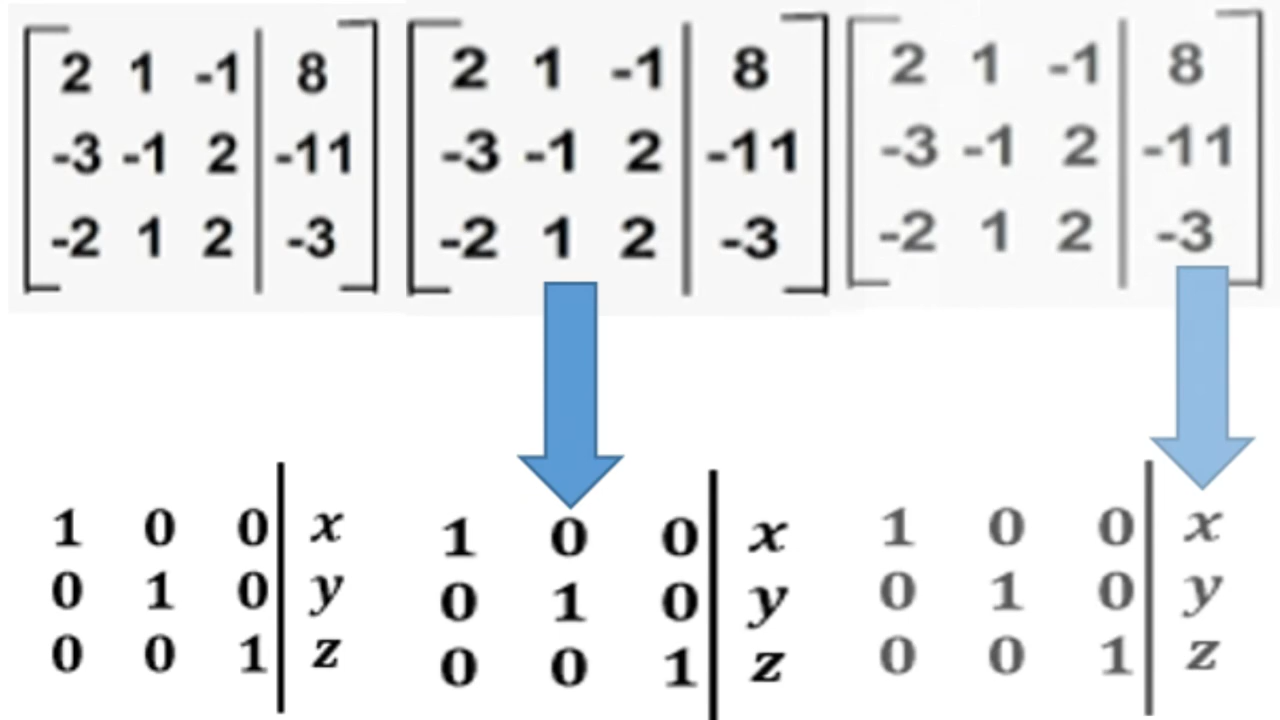 2 1 -1 8 2 1 -1 8 2 1 -1 8
-3 -1 2 -11 -3 -1 2 -11 -3 -1 2 -11
-2 1 2 -3 -2 1 2 -3 -2 1 2 -3
1 0 0 x 1 0 0 x 1 0 0 x
0 1 0 y 0 1 0 y 0 1 0 y
0 0 1 z 0 0 1 z 0 0 1 z